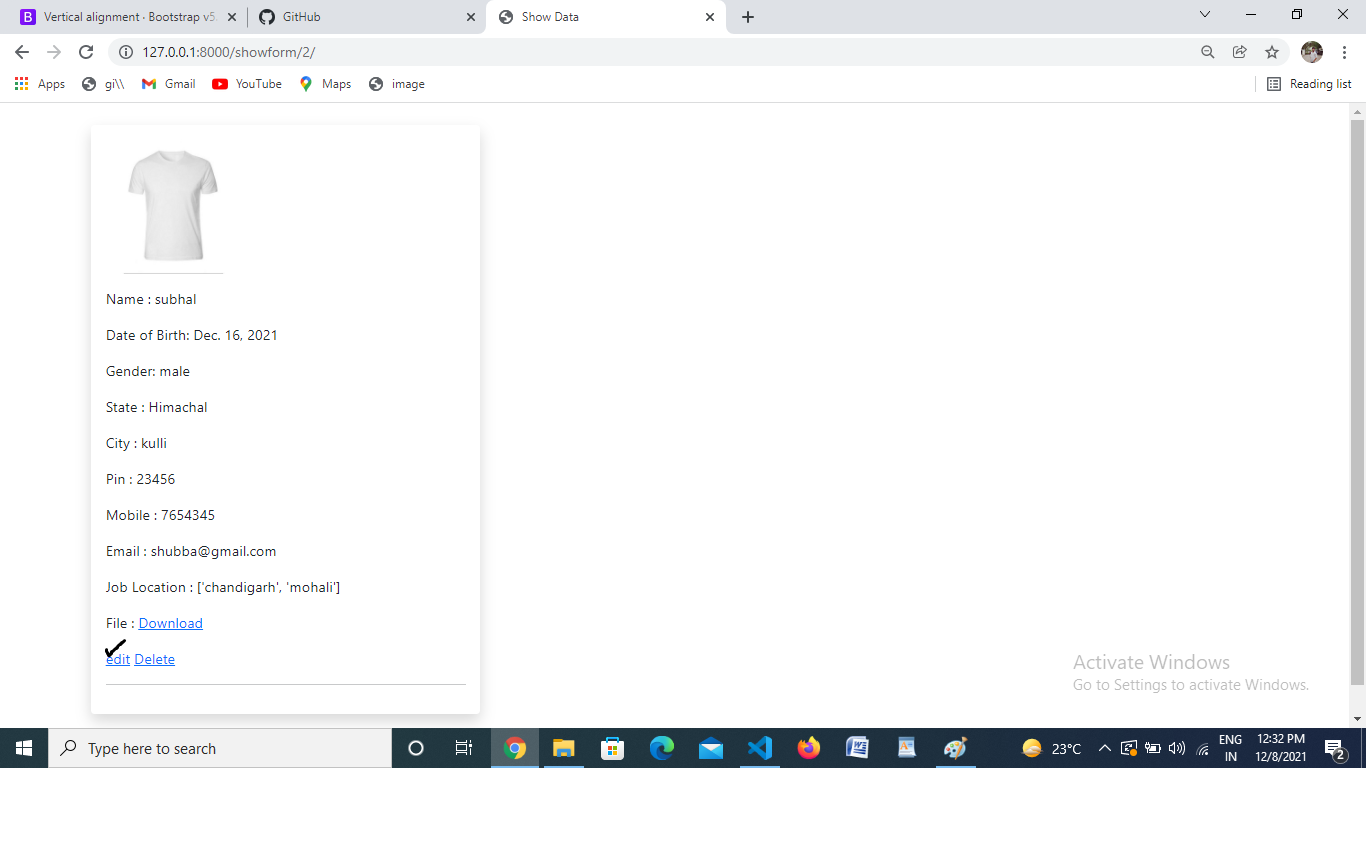 Vertical alignment · Bootstrap v5.
GitHub
Show Data
127.0.0.1:8000/showform/2/
Apps
gi\\
Gmail
YouTube
Maps
image
Reading list
Name : subhal
Date of Birth: Dec. 16, 2021
Gender: male
State : Himachal
City : kulli
Pin : 23456
Mobile : 7654345
Email : shubba@gmail.com
Job Location : ['chandigarh', 'mohali']
File : Download
edit Delete
Activate Windows
Go to Settings to activate Windows.
Type here to search
23°C
ENG
IN
12:32 PM
12/8/2021
2